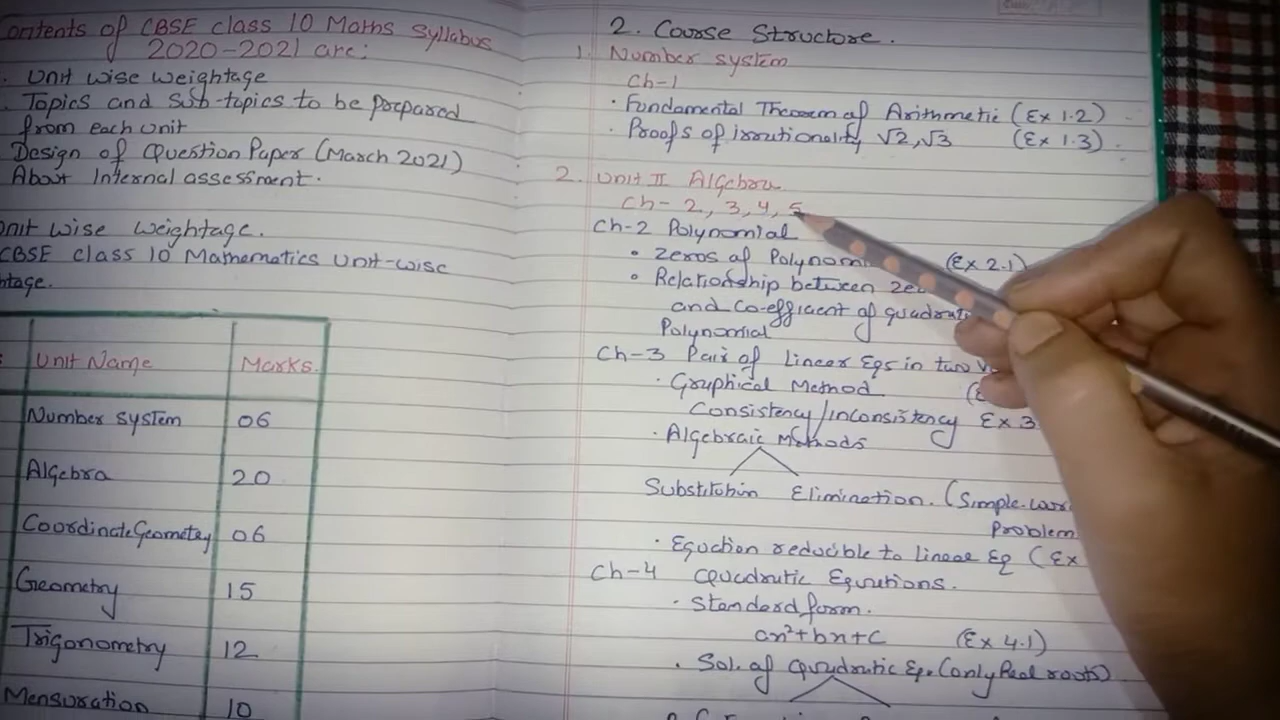 ontents of CBSE class 10 Maths Syllabus
2020-2021 are:
Unit wise weightage
Topics and Sub-topics to be prepared
from each unit
Design of Question Paper (March 2021)
About Internal assessment.
Unit wise weightage.
CBSE class 10 Mathematics Unit-wise
htage.
Unit Name Marks.
Number system 06
Algebra 20
Coordinate Geometry 06
Geometry 15
Trigonometry 12
Mensuration 10
2. Course Structure.
1. Number system
Ch-1
· Fundamental Theorem of Arithmetic (Ex 1.2)
· Proofs of irrationality √2, √3 (Ex 1.3)
2. Unit II Algebra
Ch- 2, 3, 4, 5
Ch-2 Polynomial
• Zeros of Polynomi (Ex 2.1)
• Relationship between ze
and co-efficient of quadrati
Polynomial
Ch-3 Pair of Linear Eqs in two v
· Graphical Method (E
Consistency/inconsistency Ex 3
· Algebraic Methods
Substitution Elimination. (Simple
Problem
· Equation reducible to linear Eq (Ex
Ch-4 Quadratic Equations.
· Standard form.
ax²+bx+c (Ex 4.1)
· Sol. of Quadratic Eq. (only Real roots)